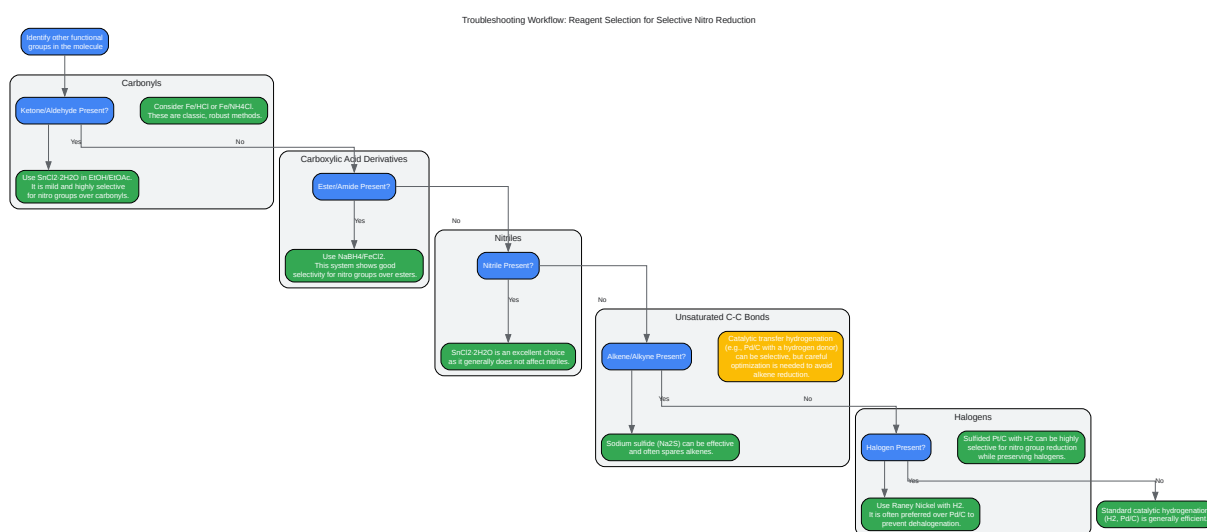 Troubleshooting Workflow: Reagent Selection for Selective Nitro Reduction
Identify other functional
groups in the molecule
Carbonyls
Ketone/Aldehyde Present?
Consider Fe/HCl or Fe/NH4Cl.
These are classic, robust methods.
Yes
No
Use SnCl2·2H2O in EtOH/EtOAc.
It is mild and highly selective
for nitro groups over carbonyls.
Carboxylic Acid Derivatives
Ester/Amide Present?
Yes
No
Use NaBH4/FeCl2.
This system shows good
selectivity for nitro groups over esters.
Nitriles
Nitrile Present?
Yes
No
SnCl2·2H2O is an excellent choice
as it generally does not affect nitriles.
Unsaturated C-C Bonds
Alkene/Alkyne Present?
Catalytic transfer hydrogenation
(e.g., Pd/C with a hydrogen donor)
can be selective, but careful
optimization is needed to avoid
alkene reduction.
Yes
No
Sodium sulfide (Na2S) can be effective
and often spares alkenes.
Halogens
Halogen Present?
Sulfided Pt/C with H2 can be highly
selective for nitro group reduction
while preserving halogens.
Yes
No
Use Raney Nickel with H2.
It is often preferred over Pd/C to
prevent dehalogenation.
Standard catalytic hydrogenation
(H2, Pd/C) is generally efficient.